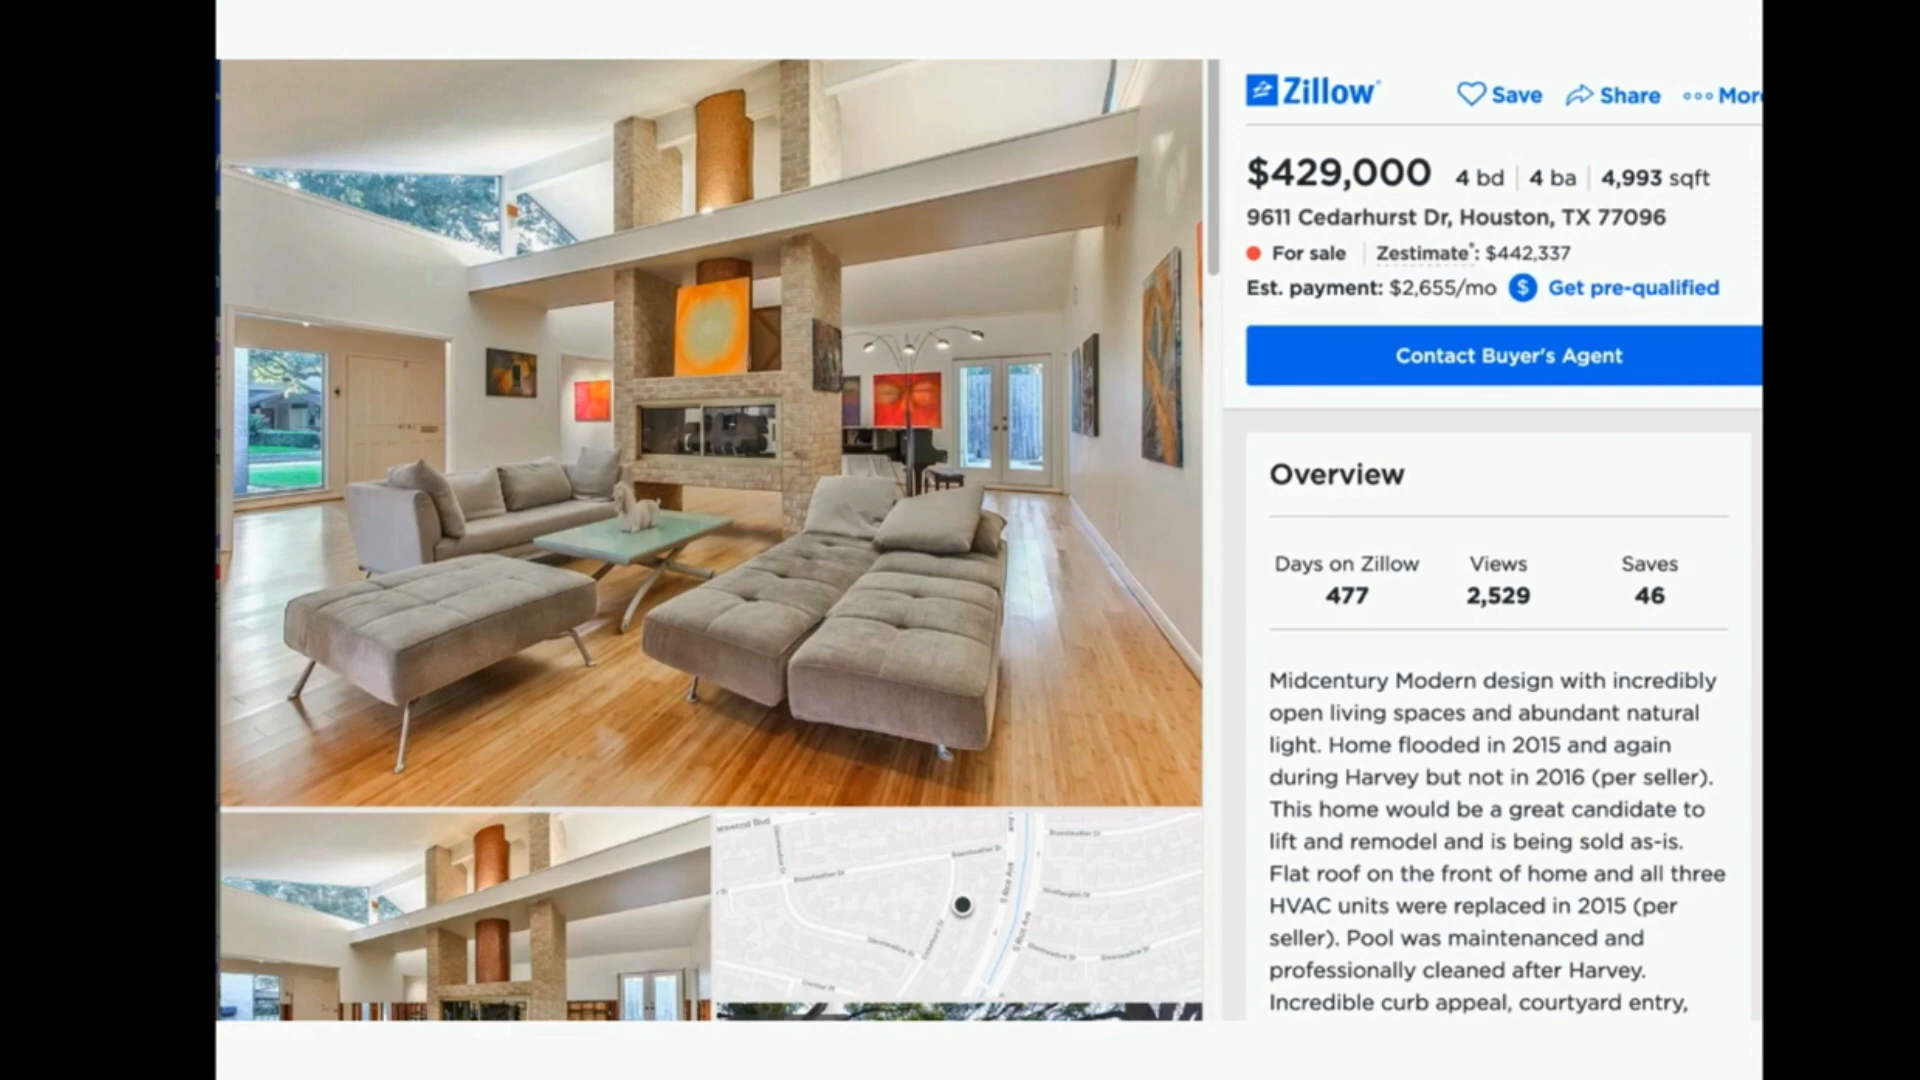 Zillow
Save
Share
More
$429,000 4 bd 4 ba 4,993 sqft
9611 Cedarhurst Dr, Houston, TX 77096
For sale Zestimate®: $442,337
Est. payment: $2,655/mo $ Get pre-qualified
Contact Buyer's Agent
Overview
Days on Zillow Views Saves
477 2,529 46
Midcentury Modern design with incredibly
open living spaces and abundant natural
light. Home flooded in 2015 and again
during Harvey but not in 2016 (per seller).
This home would be a great candidate to
lift and remodel and is being sold as-is.
Flat roof on the front of home and all three
HVAC units were replaced in 2015 (per
seller). Pool was maintenanced and
professionally cleaned after Harvey.
Incredible curb appeal, courtyard entry,
S Rice Ave
S Rice Ave